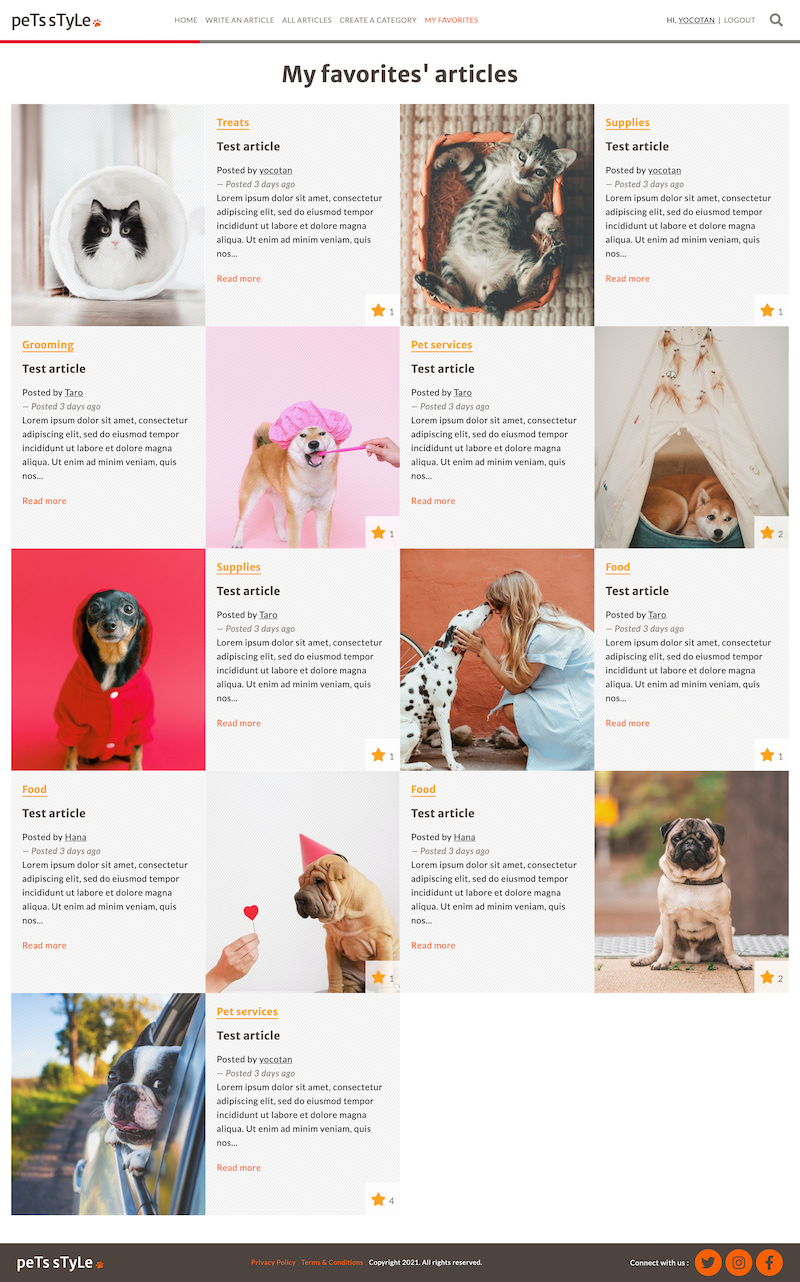 peTs sTyLe
HOME WRITE AN ARTICLE ALL ARTICLES CREATE A CATEGORY MY FAVORITES
HI, YOCOTAN | LOGOUT
My favorites' articles
Treats
Test article
Posted by yocotan
— Posted 3 days ago
Lorem ipsum dolor sit amet, consectetur
adipiscing elit, sed do eiusmod tempor
incididunt ut labore et dolore magna
aliqua. Ut enim ad minim veniam, quis
nos...
Read more
1
Supplies
Test article
Posted by yocotan
— Posted 3 days ago
Lorem ipsum dolor sit amet, consectetur
adipiscing elit, sed do eiusmod tempor
incididunt ut labore et dolore magna
aliqua. Ut enim ad minim veniam, quis
nos...
Read more
1
Grooming
Test article
Posted by Taro
— Posted 3 days ago
Lorem ipsum dolor sit amet, consectetur
adipiscing elit, sed do eiusmod tempor
incididunt ut labore et dolore magna
aliqua. Ut enim ad minim veniam, quis
nos...
Read more
1
Pet services
Test article
Posted by Taro
— Posted 3 days ago
Lorem ipsum dolor sit amet, consectetur
adipiscing elit, sed do eiusmod tempor
incididunt ut labore et dolore magna
aliqua. Ut enim ad minim veniam, quis
nos...
Read more
2
Supplies
Test article
Posted by Taro
— Posted 3 days ago
Lorem ipsum dolor sit amet, consectetur
adipiscing elit, sed do eiusmod tempor
incididunt ut labore et dolore magna
aliqua. Ut enim ad minim veniam, quis
nos...
Read more
1
Food
Test article
Posted by Taro
— Posted 3 days ago
Lorem ipsum dolor sit amet, consectetur
adipiscing elit, sed do eiusmod tempor
incididunt ut labore et dolore magna
aliqua. Ut enim ad minim veniam, quis
nos...
Read more
1
Food
Test article
Posted by Hana
— Posted 3 days ago
Lorem ipsum dolor sit amet, consectetur
adipiscing elit, sed do eiusmod tempor
incididunt ut labore et dolore magna
aliqua. Ut enim ad minim veniam, quis
nos...
Read more
1
Food
Test article
Posted by Hana
— Posted 3 days ago
Lorem ipsum dolor sit amet, consectetur
adipiscing elit, sed do eiusmod tempor
incididunt ut labore et dolore magna
aliqua. Ut enim ad minim veniam, quis
nos...
Read more
2
Pet services
Test article
Posted by yocotan
— Posted 3 days ago
Lorem ipsum dolor sit amet, consectetur
adipiscing elit, sed do eiusmod tempor
incididunt ut labore et dolore magna
aliqua. Ut enim ad minim veniam, quis
nos...
Read more
4
peTs sTyLe
Privacy Policy Terms & Conditions Copyright 2021. All rights reserved.
Connect with us :